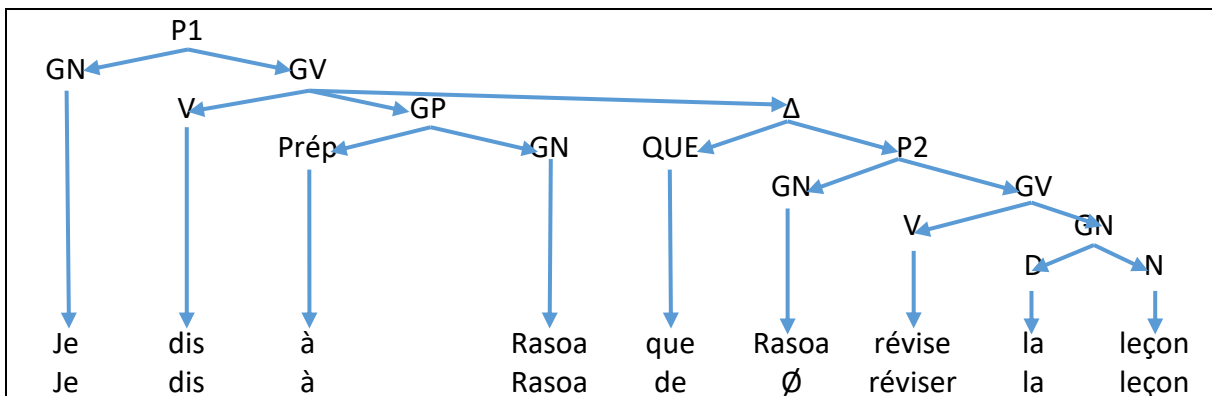 P1
GN GV
V GP Δ
Prép GN QUE P2
GN GV
V GN
D N
Je dis à Rasoa que Rasoa révise la leçon
Je dis à Rasoa de Ø réviser la leçon